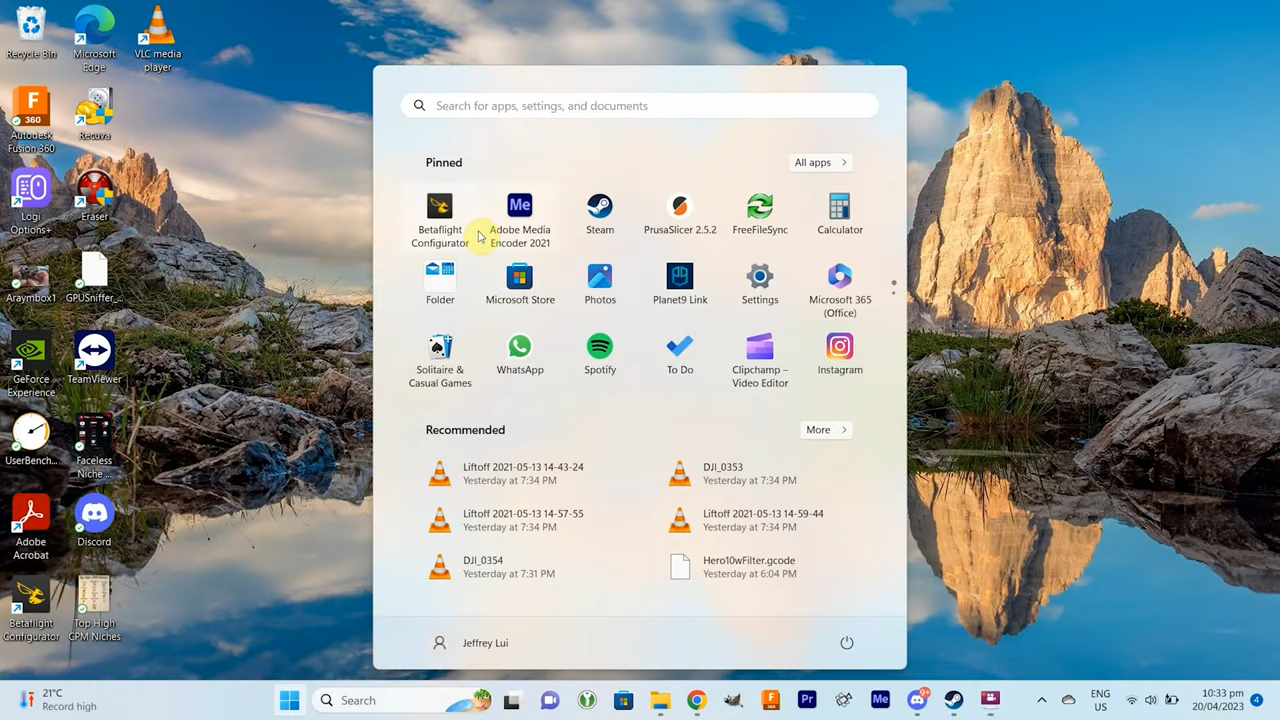 Recycle Bin
Microsoft Edge
VLC media player
Autodesk Fusion 360
Recuva
Logi Options+
Eraser
Araymbox1
GPUSniffer_...
GeForce Experience
TeamViewer
UserBench...
Faceless Niche ...
Adobe Acrobat
Discord
Betaflight Configurator
Top High CPM Niches
Search for apps, settings, and documents
Pinned
All apps
Betaflight Configurator
Adobe Media Encoder 2021
Steam
PrusaSlicer 2.5.2
FreeFileSync
Calculator
Folder
Microsoft Store
Photos
Planet9 Link
Settings
Microsoft 365 (Office)
Solitaire & Casual Games
WhatsApp
Spotify
To Do
Clipchamp – Video Editor
Instagram
Recommended
More
Liftoff 2021-05-13 14-43-24
Yesterday at 7:34 PM
DJI_0353
Yesterday at 7:34 PM
Liftoff 2021-05-13 14-57-55
Yesterday at 7:34 PM
Liftoff 2021-05-13 14-59-44
Yesterday at 7:34 PM
DJI_0354
Yesterday at 7:31 PM
Hero10wFilter.gcode
Yesterday at 6:04 PM
Jeffrey Lui
21°C
Record high
Search
ENG
US
10:33 pm
20/04/2023
4